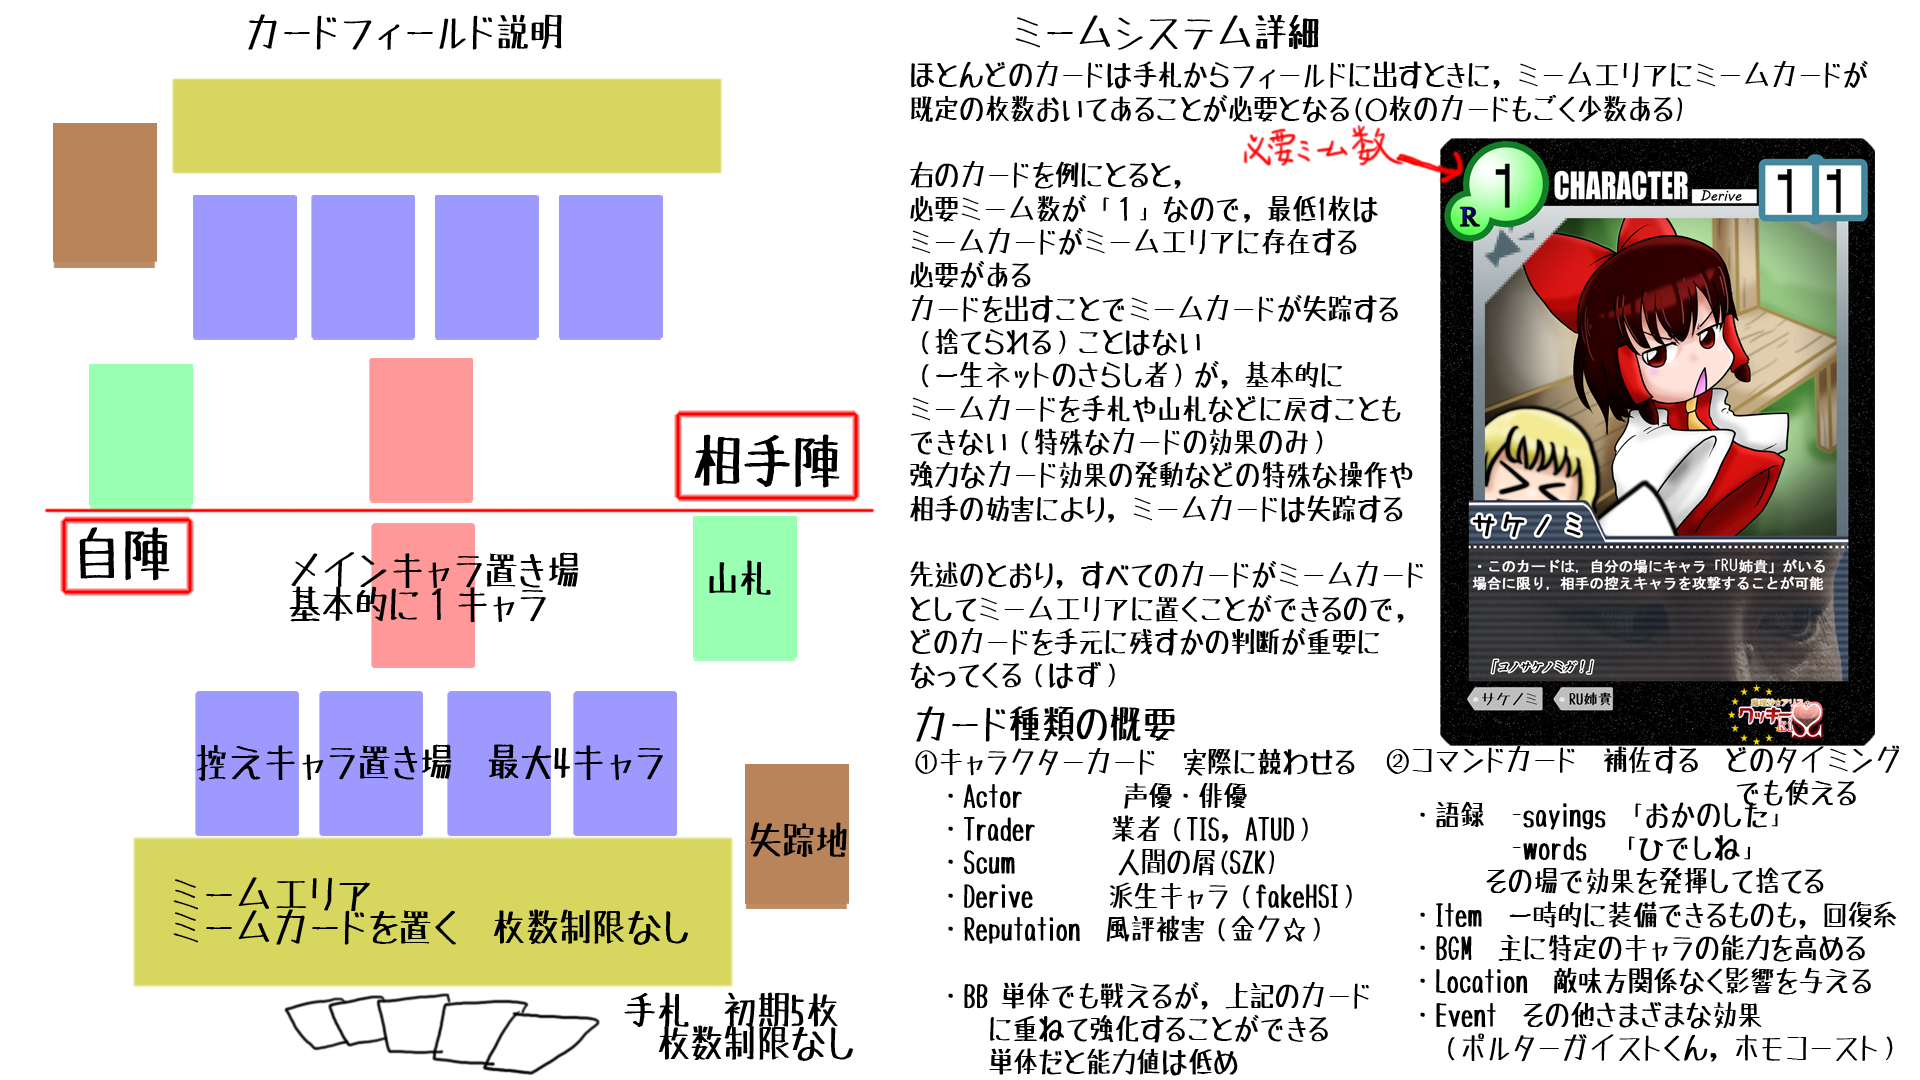 カードフィールド説明
相手陣
自陣
メインキャラ置き場
基本的に１キャラ
山札
控えキャラ置き場　最大4キャラ
失踪地
ミームエリア
ミームカードを置く　枚数制限なし
手札　初期5枚
枚数制限なし
ミームシステム詳細
ほとんどのカードは手札からフィールドに出すときに，ミームエリアにミームカードが
既定の枚数おいてあることが必要となる(〇枚のカードもごく少数ある)
必要ミーム数
右のカードを例にとると，
必要ミーム数が「１」なので，最低1枚は
ミームカードがミームエリアに存在する
必要がある
カードを出すことでミームカードが失踪する
（捨てられる）ことはない
（一生ネットのさらし者）が，基本的に
ミームカードを手札や山札などに戻すことも
できない（特殊なカードの効果のみ）
強力なカード効果の発動などの特殊な操作や
相手の妨害により，ミームカードは失踪する
先述のとおり，すべてのカードがミームカード
としてミームエリアに置くことができるので，
どのカードを手元に残すかの判断が重要に
なってくる（はず）
1
R
CHARACTER
Derive
1 1
サケノミ
・このカードは，自分の場にキャラ「RU姉貴」がいる
場合に限り，相手の控えキャラを攻撃することが可能
『ユノサケノミガ！』
サケノミ
RU姉貴
クッキー☆
カード種類の概要
①キャラクターカード　実際に競わせる
・Actor　声優・俳優
・Trader　業者（TIS，ATUD）
・Scum　人間の屑(SZK)
・Derive　派生キャラ（fakeHSI）
・Reputation　風評被害（金ク☆）
・BB 単体でも戦えるが，上記のカード
に重ねて強化することができる
単体だと能力値は低め
②コマンドカード　補佐する　どのタイミング
でも使える
・語録　-sayings　「おかのした」
-words　「ひでしね」
その場で効果を発揮して捨てる
・Item　一時的に装備できるものも，回復系
・BGM　主に特定のキャラの能力を高める
・Location　敵味方関係なく影響を与える
・Event　その他さまざまな効果
（ポルターガイストくん，ホモコースト）